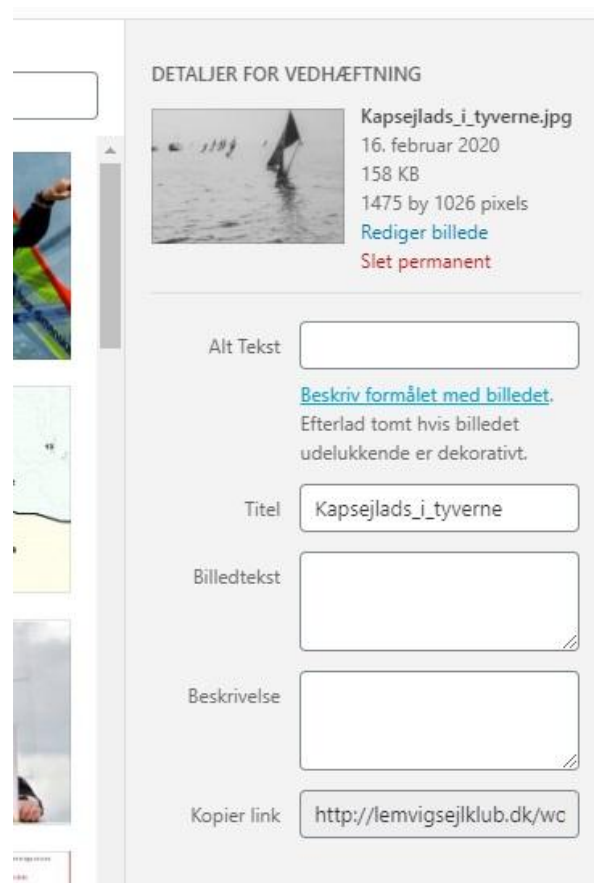 DETALJER FOR VEDHÆFTNING
Kapsejlads_i_tyverne.jpg
16. februar 2020
158 KB
1475 by 1026 pixels
Rediger billede
Slet permanent
Alt Tekst
Beskriv formålet med billedet.
Efterlad tomt hvis billedet
udelukkende er dekorativt.
Titel
Kapsejlads_i_tyverne
Billedtekst
Beskrivelse
Kopier link
http://lemvigsejlklub.dk/wc